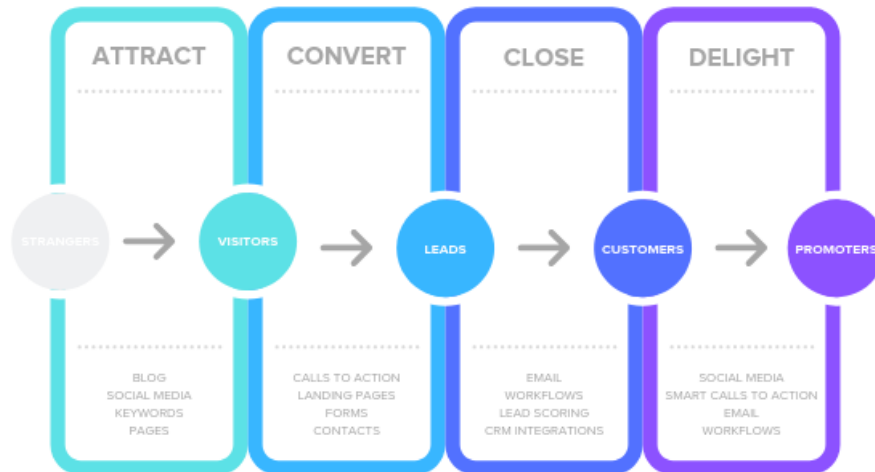 ATTRACT
CONVERT
CLOSE
DELIGHT
STRANGERS
VISITORS
LEADS
CUSTOMERS
PROMOTERS
BLOG
SOCIAL MEDIA
KEYWORDS
PAGES
CALLS TO ACTION
LANDING PAGES
FORMS
CONTACTS
EMAIL
WORKFLOWS
LEAD SCORING
CRM INTEGRATIONS
SOCIAL MEDIA
SMART CALLS TO ACTION
EMAIL
WORKFLOWS